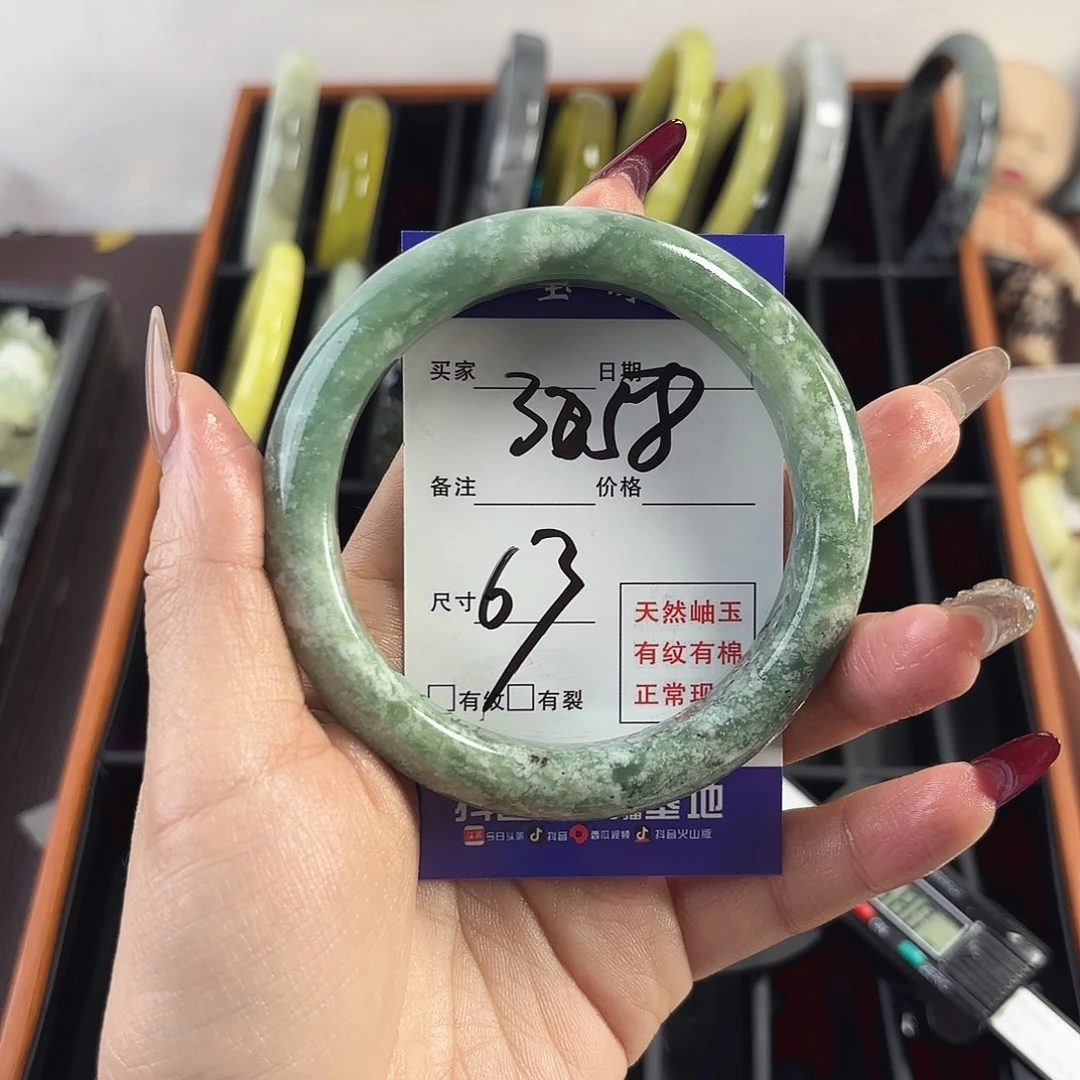 买家 日期
3058
备注 价格
尺寸 63
天然岫玉
有纹有棉
正常现
有纹 有裂
基地
今日头条 抖音 西瓜视频 抖音火山版